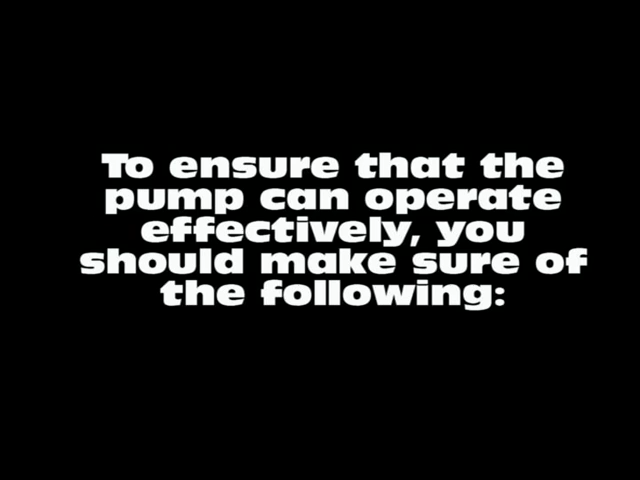 To ensure that the
pump can operate
effectively, you
should make sure of
the following: